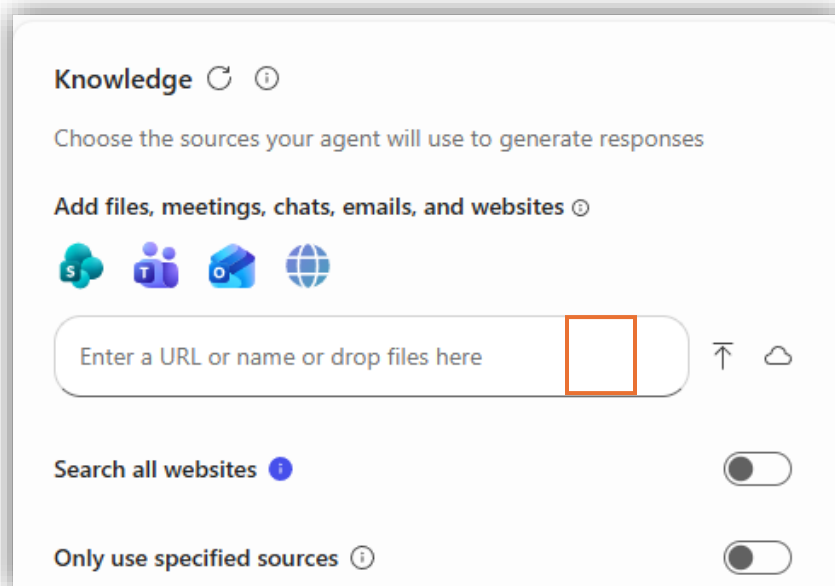 Knowledge
Choose the sources your agent will use to generate responses
Add files, meetings, chats, emails, and websites
S T O
Enter a URL or name or drop files here
Search all websites
Only use specified sources